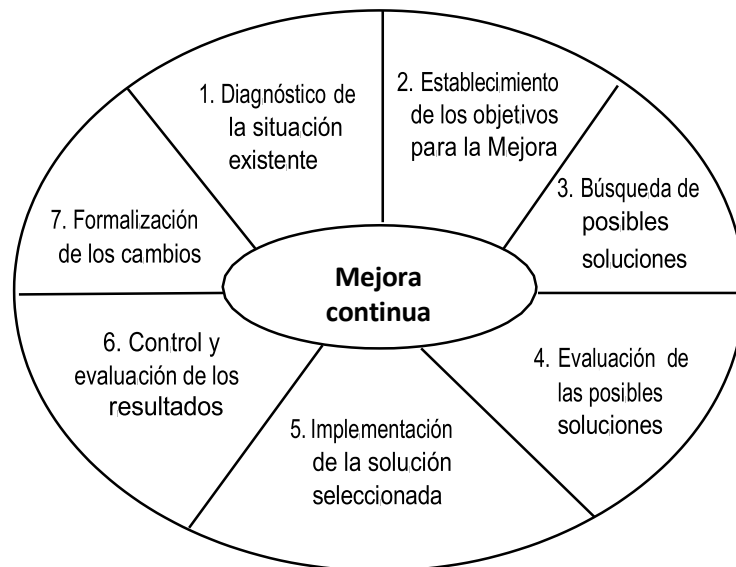 1. Diagnóstico de
la situación
existente
2. Establecimiento
de los objetivos
para la Mejora
3. Búsqueda de
posibles
soluciones
4. Evaluación de
las posibles
soluciones
5. Implementación
de la solución
seleccionada
6. Control y
evaluación de los
resultados
7. Formalización
de los cambios
Mejora
continua